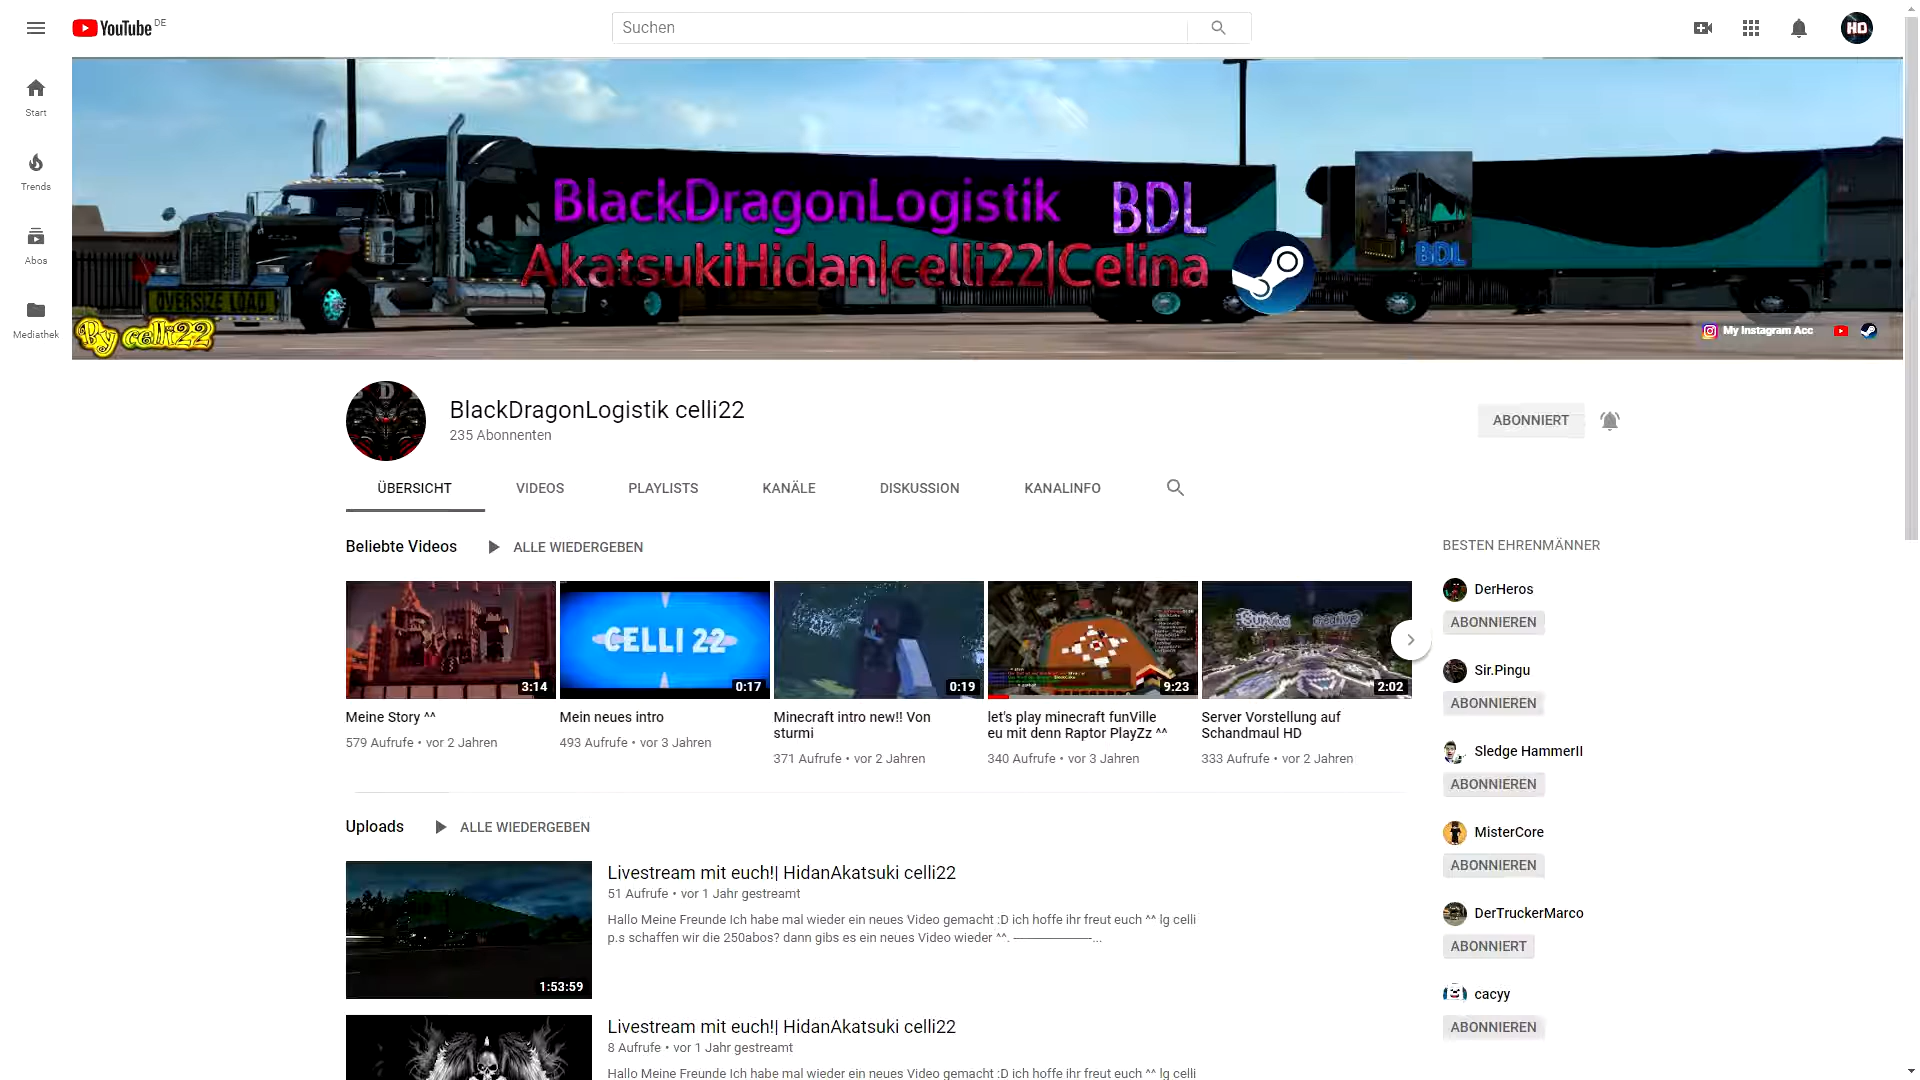 YouTube DE
Suchen
HD
Start
Trends
Abos
Mediathek
BlackDragonLogistik BDL
AkatsukiHidan|celli22|Celina
BDL
OVERSIZE LOAD
By celli22
My Instagram Acc
BlackDragonLogistik celli22
235 Abonnenten
ABONNIERT
ÜBERSICHT VIDEOS PLAYLISTS KANÄLE DISKUSSION KANALINFO
Beliebte Videos ALLE WIEDERGEBEN
CELLI 22
Survival creative
3:14
0:17
0:19
9:23
2:02
Meine Story ^^
579 Aufrufe • vor 2 Jahren
Mein neues intro
493 Aufrufe • vor 3 Jahren
Minecraft intro new!! Von
sturmi
371 Aufrufe • vor 2 Jahren
let's play minecraft funVille
eu mit denn Raptor PlayZz ^^
340 Aufrufe • vor 3 Jahren
Server Vorstellung auf
Schandmaul HD
333 Aufrufe • vor 2 Jahren
Uploads ALLE WIEDERGEBEN
1:53:59
Livestream mit euch!| HidanAkatsuki celli22
51 Aufrufe • vor 1 Jahr gestreamt
Hallo Meine Freunde Ich habe mal wieder ein neues Video gemacht :D ich hoffe ihr freut euch ^^ lg celli
p.s schaffen wir die 250abos? dann gibs es ein neues Video wieder ^^. -----------------------...
Livestream mit euch!| HidanAkatsuki celli22
8 Aufrufe • vor 1 Jahr gestreamt
Hallo Meine Freunde Ich habe mal wieder ein neues Video gemacht :D ich hoffe ihr freut euch ^^ lg celli
BESTEN EHRENMÄNNER
DerHeros
ABONNIEREN
Sir.Pingu
ABONNIEREN
Sledge HammerII
ABONNIEREN
MisterCore
ABONNIEREN
DerTruckerMarco
ABONNIERT
cacyy
ABONNIEREN